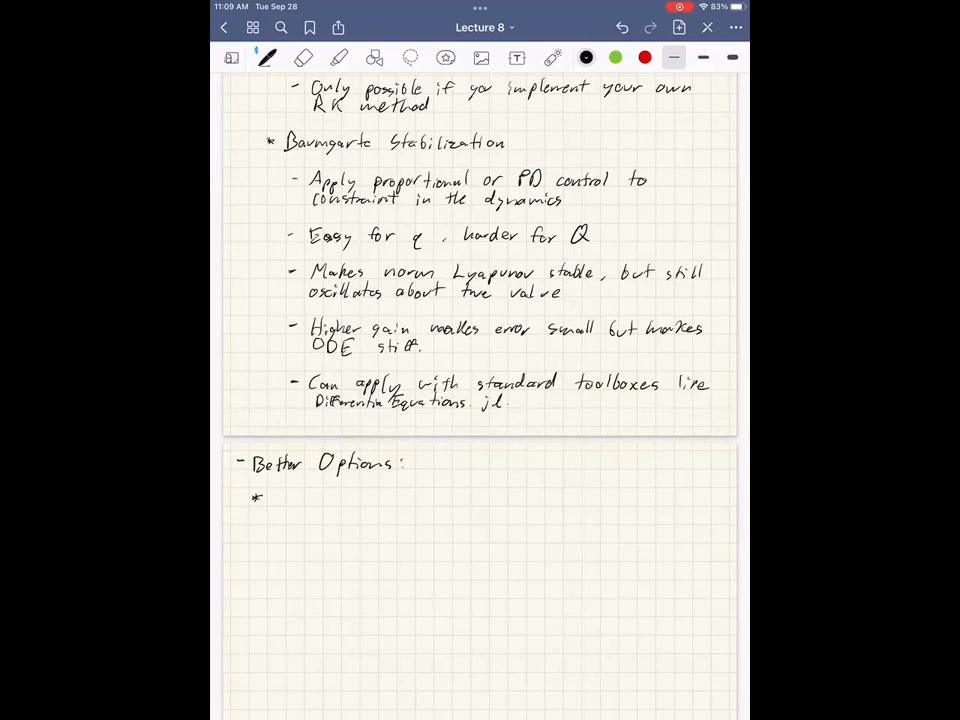 11:09 AM Tue Sep 28
83%
Lecture 8
- Only possible if you implement your own
RK method
* Baumgarte Stabilization
- Apply proportional or PD control to
constraint in the dynamics
- Easy for q, harder for Q
- Makes norm Lyapunov stable, but still
oscillates about true value
- Higher gain makes error small but makes
ODE stiff.
- Can apply with standard toolboxes like
Differential Equations.jl.
- Better Options:
*